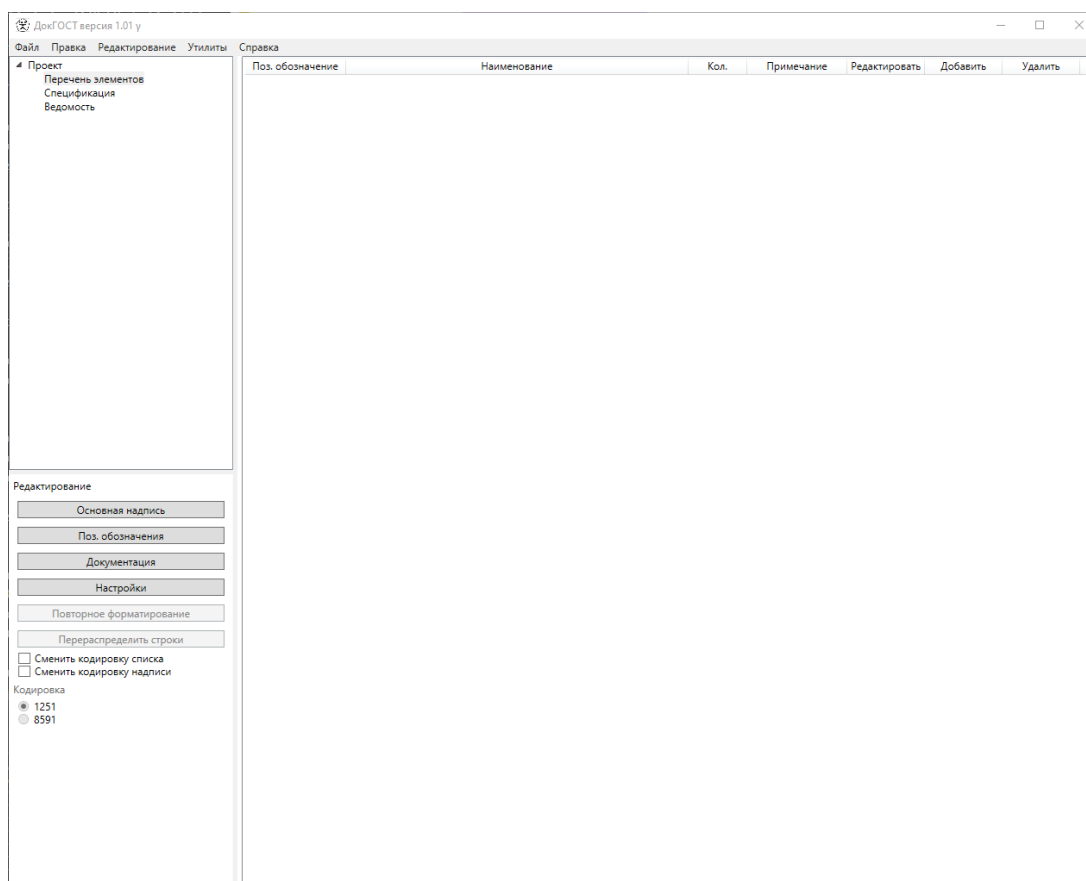 ДокГОСТ версия 1.01 y
Файл Правка Редактирование Утилиты Справка
Проект
Перечень элементов
Спецификация
Ведомость
Поз. обозначение Наименование Кол. Примечание Редактировать Добавить Удалить
Редактирование
Основная надпись
Поз. обозначения
Документация
Настройки
Повторное форматирование
Перераспределить строки
Сменить кодировку списка
Сменить кодировку надписи
Кодировка
1251
8591